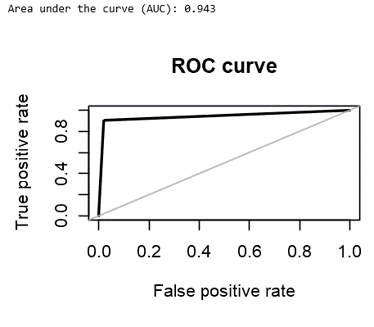 Area under the curve (AUC): 0.943
ROC curve
True positive rate
0.8
0.4
0.0
0.0 0.2 0.4 0.6 0.8 1.0
False positive rate